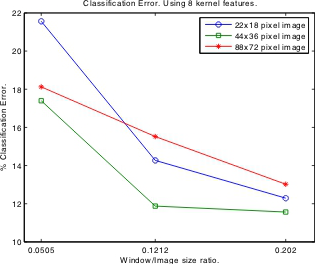 Classification Error. Using 8 kernel features.
22
22x18 pixel image
44x36 pixel image
88x72 pixel image
20
18
16
14
12
10
% Classification Error.
0.0505
0.1212
0.202
Window/Image size ratio.